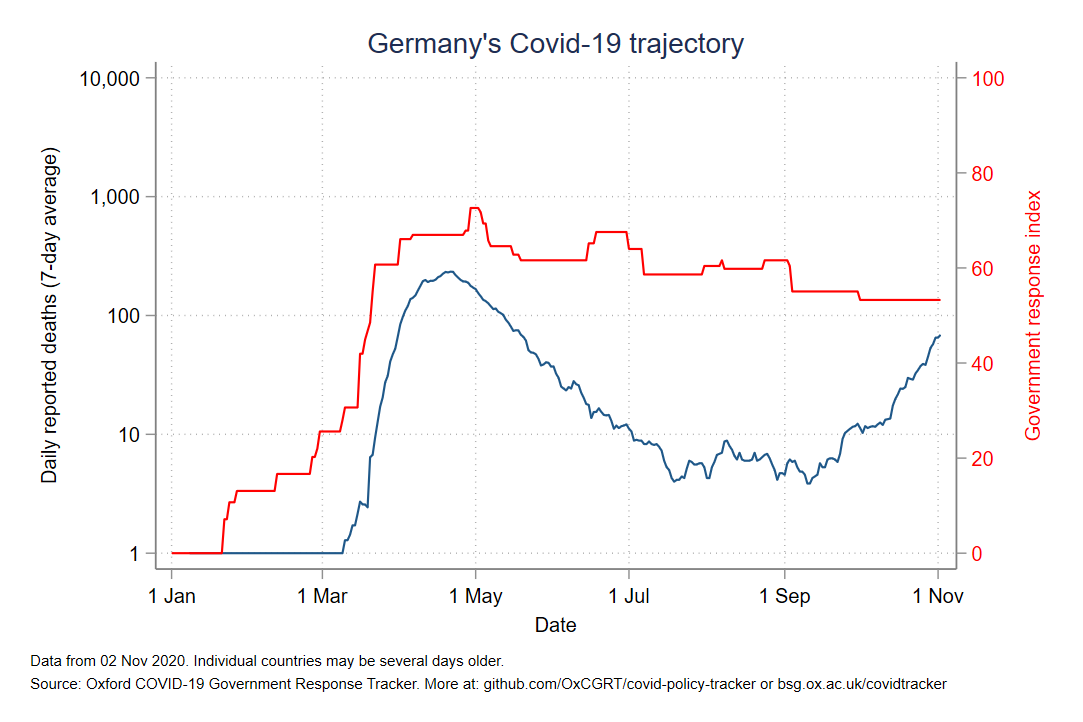 Germany's Covid-19 trajectory
10,000
1,000
100
10
1
Daily reported deaths (7-day average)
100
80
60
40
20
0
Government response index
1 Jan 1 Mar 1 May 1 Jul 1 Sep 1 Nov
Date
Data from 02 Nov 2020. Individual countries may be several days older.
Source: Oxford COVID-19 Government Response Tracker. More at: github.com/OxCGRT/covid-policy-tracker or bsg.ox.ac.uk/covidtracker